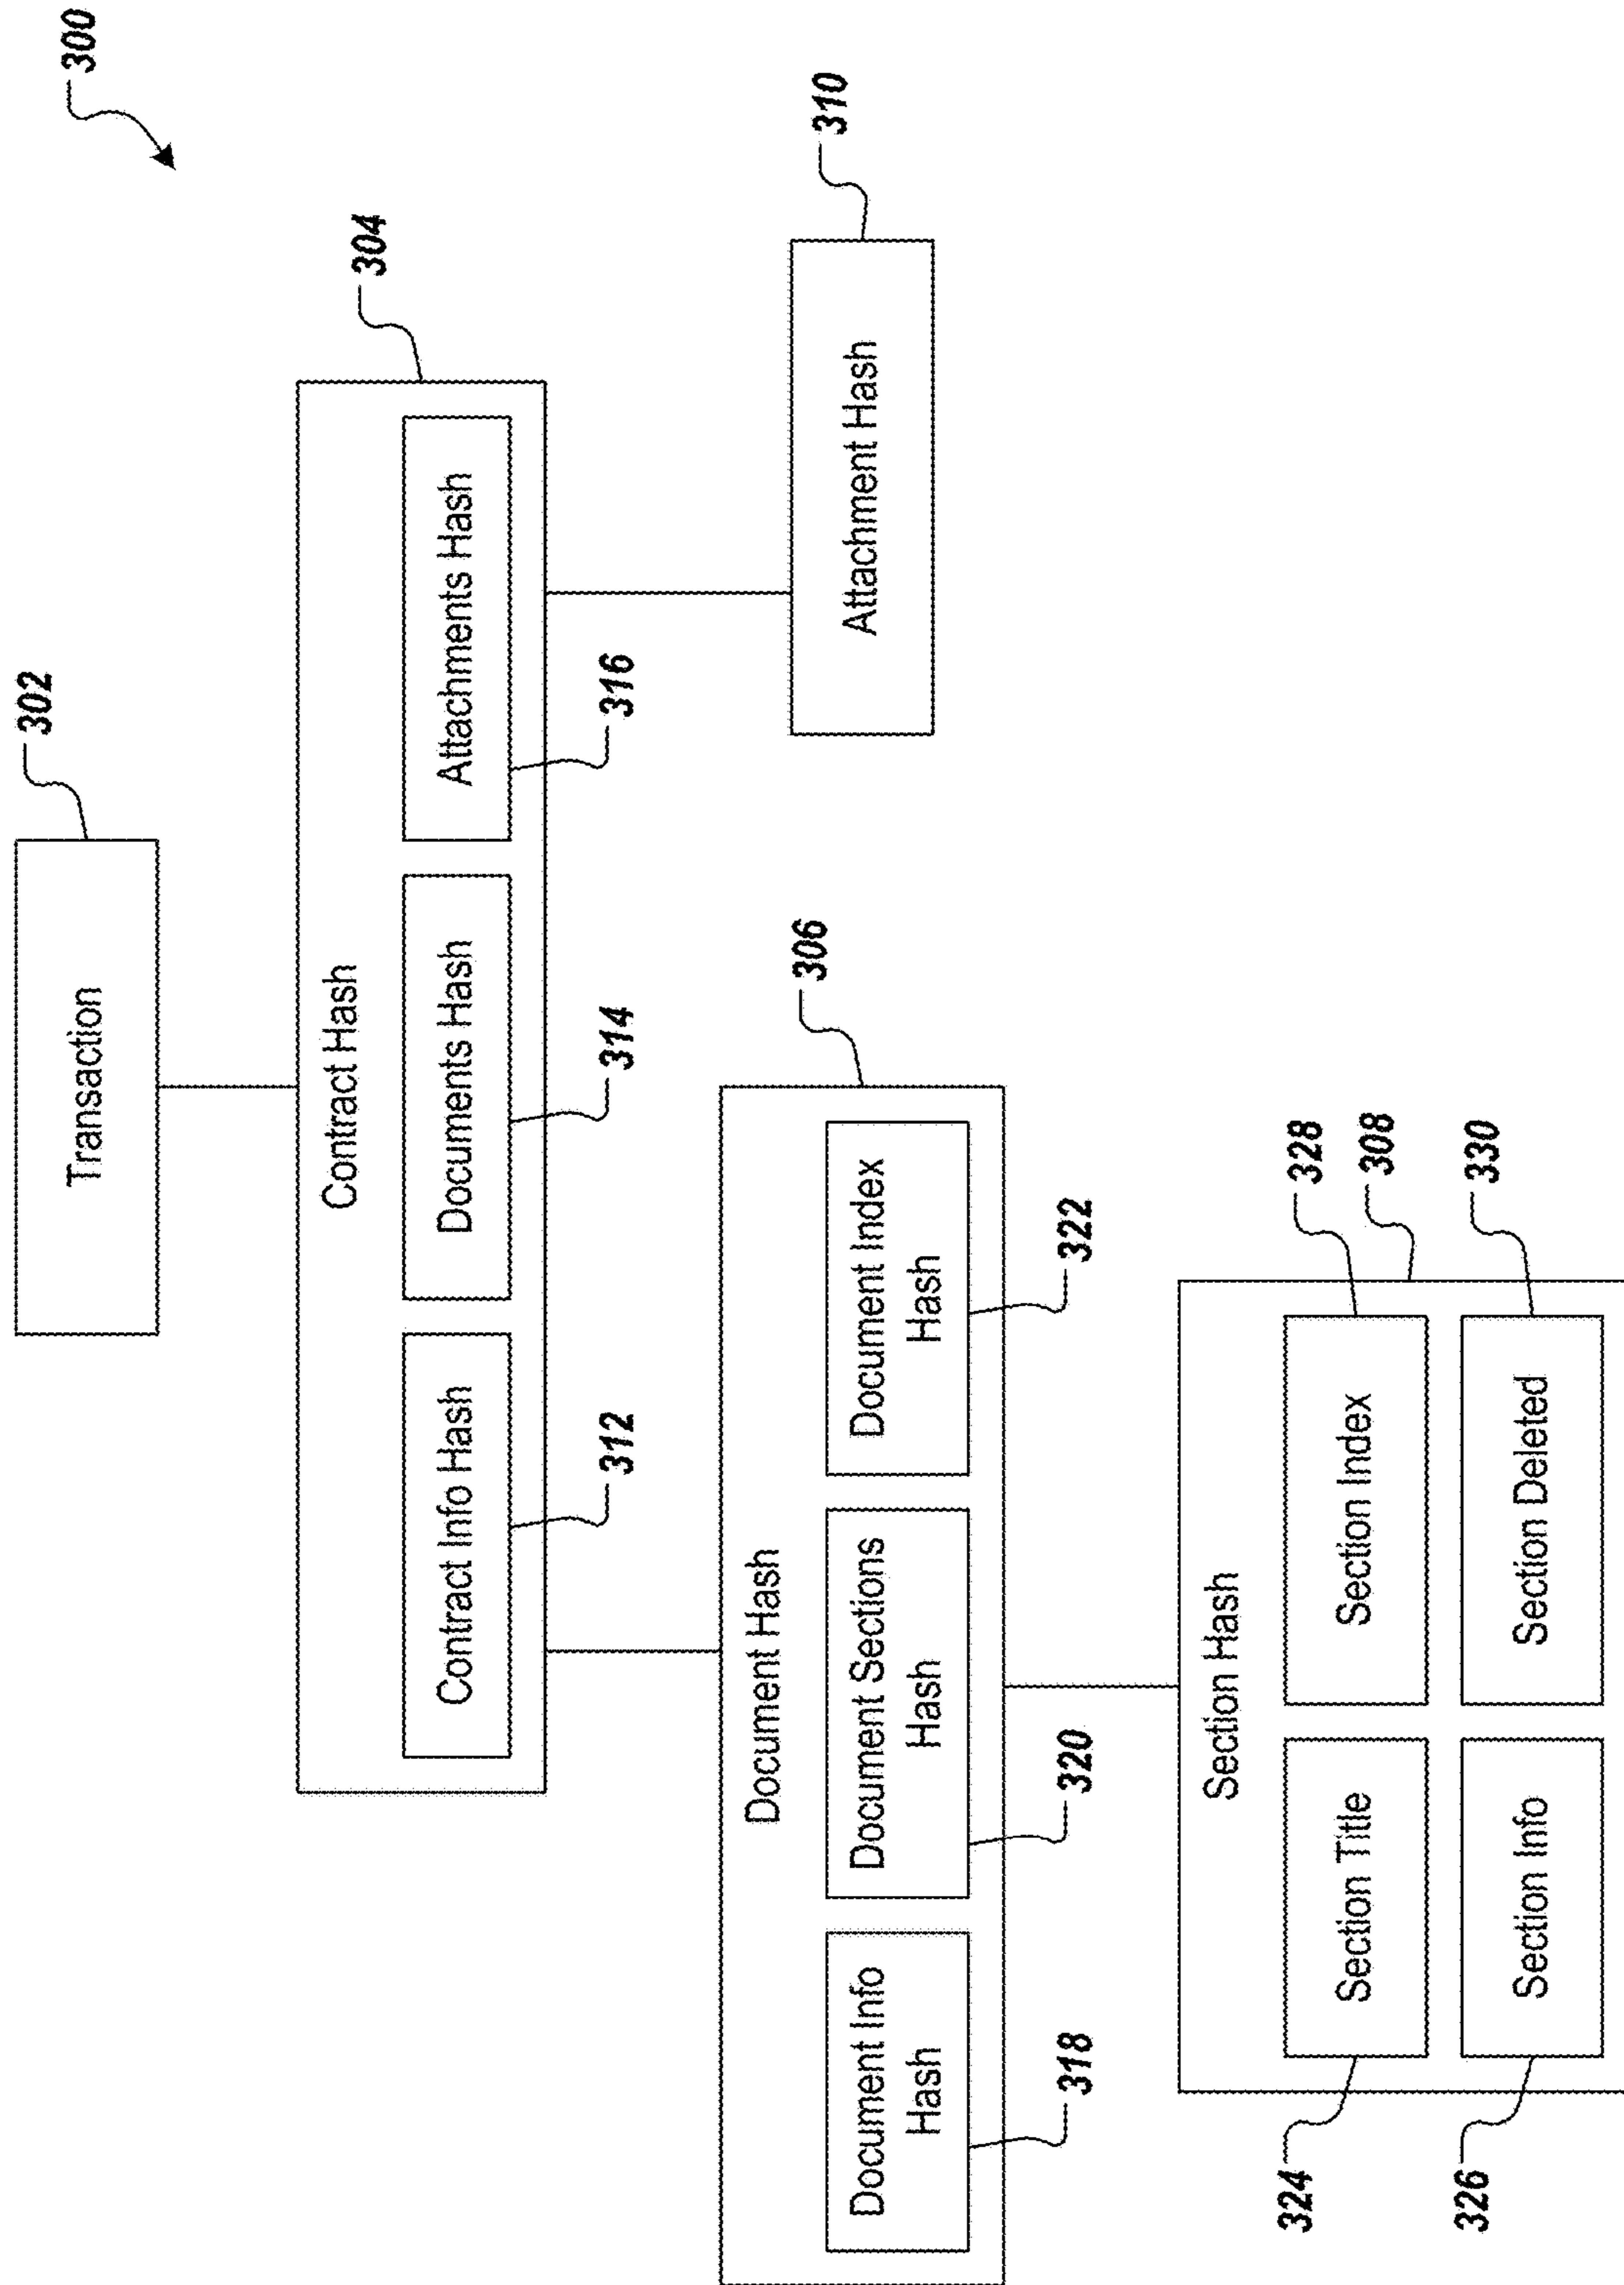 300
302
Transaction
304
Contract Hash
Contract Info Hash
Documents Hash
Attachments Hash
312
314
316
306
310
Document Hash
Attachment Hash
Document Info
Hash
Document Sections
Hash
Document Index
Hash
318
320
322
Section Hash
328
308
330
324
Section Title
Section Index
326
Section Info
Section Deleted